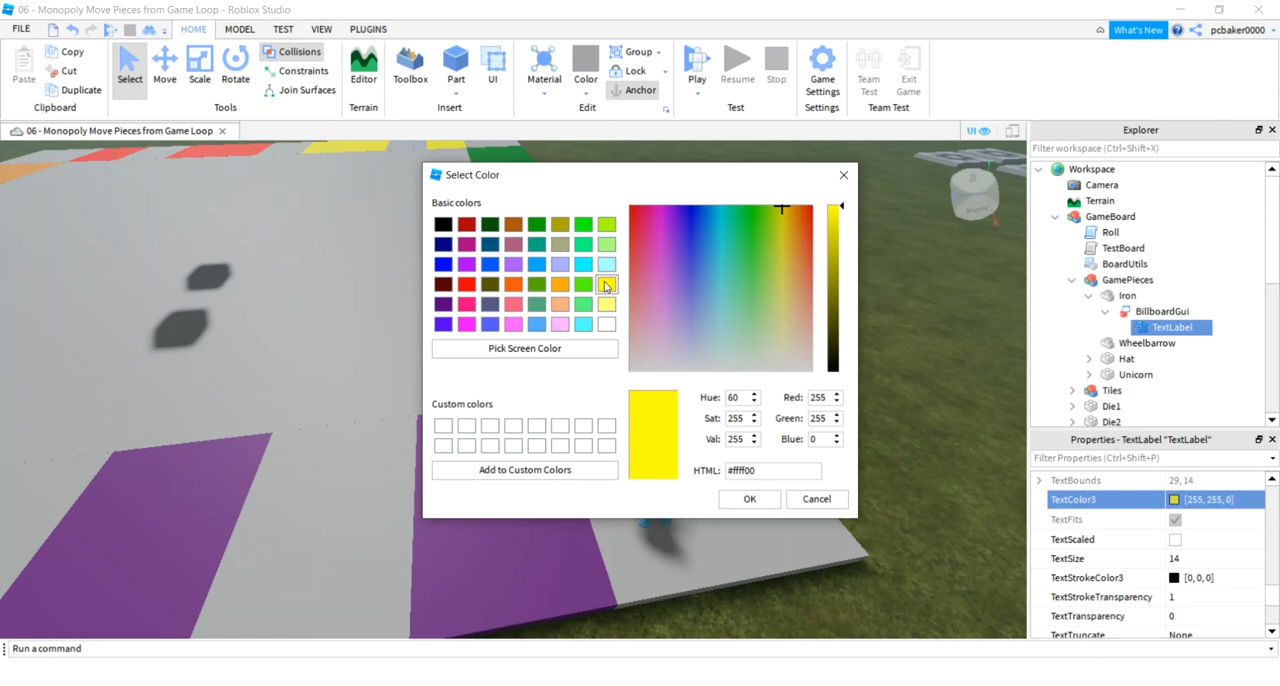 06 - Monopoly Move Pieces from Game Loop - Roblox Studio
FILE HOME MODEL TEST VIEW PLUGINS What's New pcbaker0000
Paste Copy Cut Duplicate Clipboard
Select Move Scale Rotate Collisions Constraints Join Surfaces Tools
Editor Terrain
Toolbox Part UI Insert
Material Color Group Lock Anchor Edit
Play Resume Stop Test
Game Settings Settings
Team Test Exit Game Team Test
06 - Monopoly Move Pieces from Game Loop UI
Explorer
Filter workspace (Ctrl+Shift+X)
Workspace
Camera
Terrain
GameBoard
Roll
TestBoard
BoardUtils
GamePieces
Iron
BillboardGui
TextLabel
Wheelbarrow
Hat
Unicorn
Tiles
Die1
Die2
Select Color
Basic colors
Pick Screen Color
Custom colors
Add to Custom Colors
Hue: 60 Red: 255
Sat: 255 Green: 255
Val: 255 Blue: 0
HTML: #ffff00
OK Cancel
Properties - TextLabel "TextLabel"
Filter Properties (Ctrl+Shift+P)
TextBounds 29, 14
TextColor3 [255, 255, 0]
TextFits
TextScaled
TextSize 14
TextStrokeColor3 [0, 0, 0]
TextStrokeTransparency 1
TextTransparency 0
TextTruncate None
Run a command